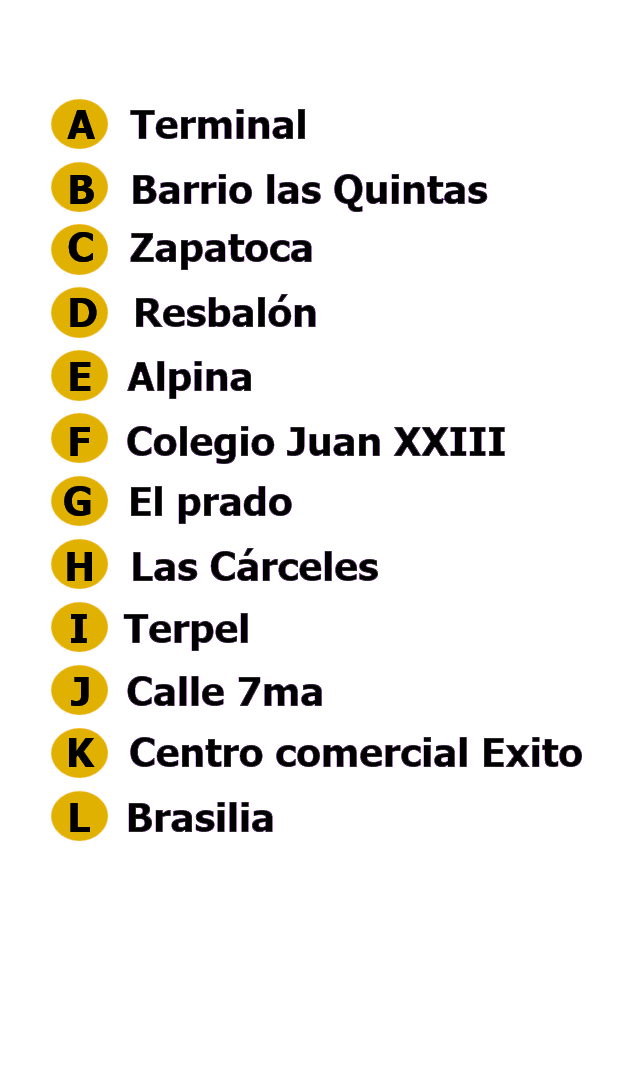 A Terminal
B Barrio las Quintas
C Zapatoca
D Resbalón
E Alpina
F Colegio Juan XXIII
G El prado
H Las Cárceles
I Terpel
J Calle 7ma
K Centro comercial Exito
L Brasilia